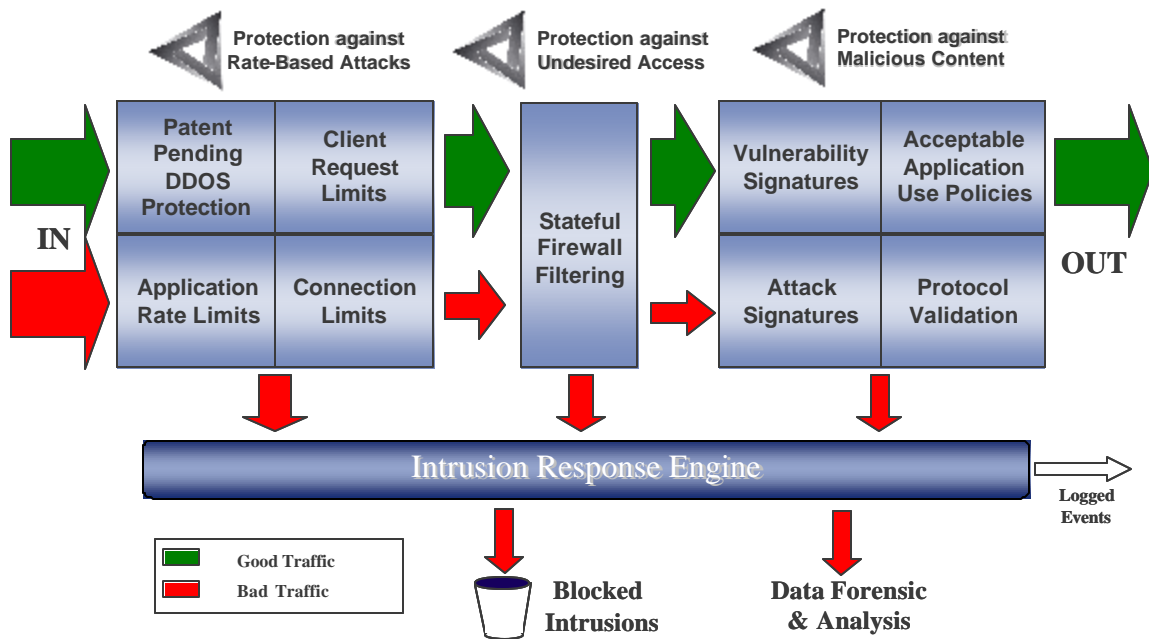 Protection against
Rate-Based Attacks
Protection against
Undesired Access
Protection against
Malicious Content
IN
Patent
Pending
DDOS
Protection
Client
Request
Limits
Application
Rate Limits
Connection
Limits
Stateful
Firewall
Filtering
Vulnerability
Signatures
Acceptable
Application
Use Policies
Attack
Signatures
Protocol
Validation
OUT
Intrusion Response Engine
Logged
Events
Good Traffic
Bad Traffic
Blocked
Intrusions
Data Forensic
& Analysis